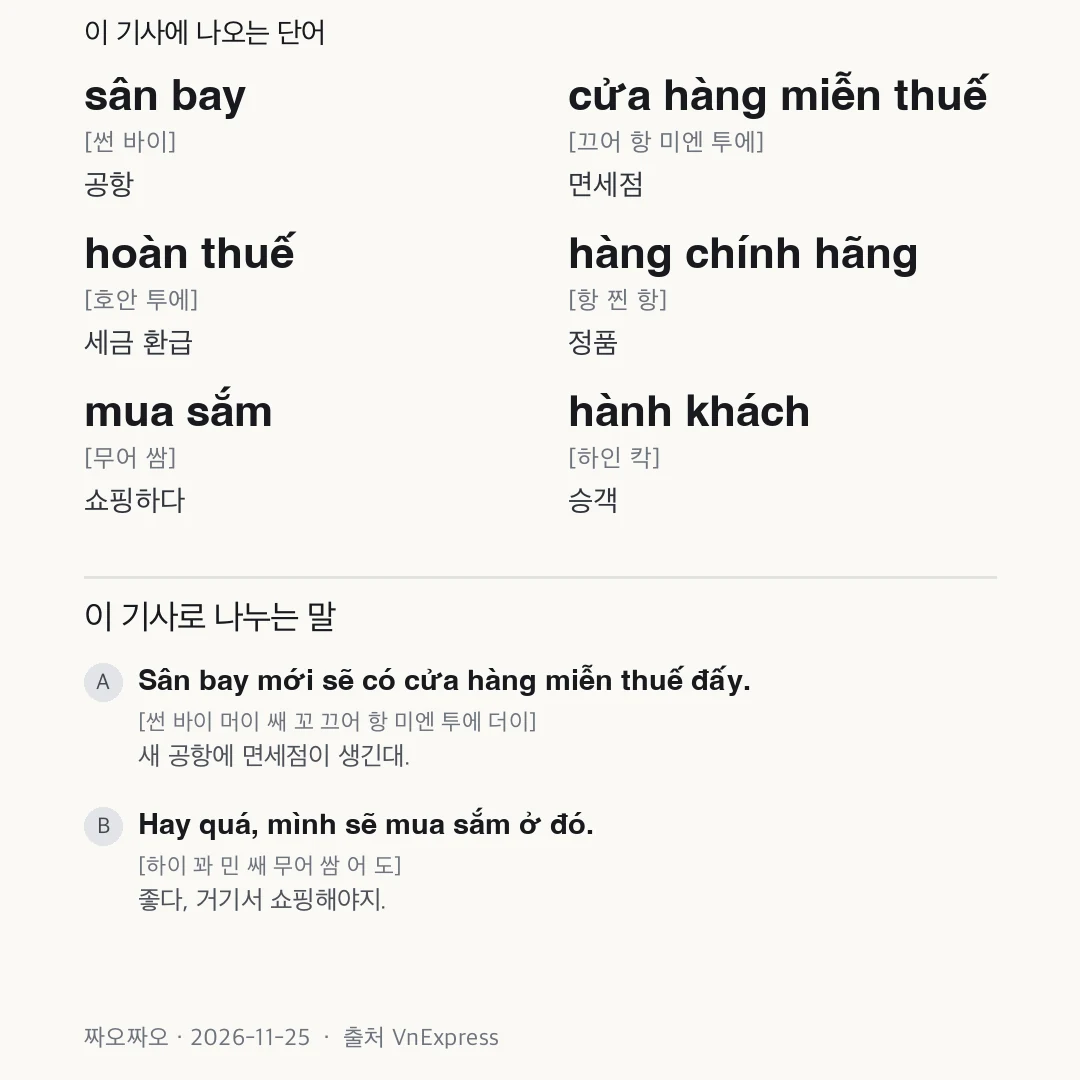 이 기사에 나오는 단어
sân bay
[썬 바이]
공항
cửa hàng miễn thuế
[끄어 항 미엔 투에]
면세점
hoàn thuế
[호안 투에]
세금 환급
hàng chính hãng
[항 찐 항]
정품
mua sắm
[무어 쌈]
쇼핑하다
hành khách
[하인 칵]
승객
이 기사로 나누는 말
A
Sân bay mới sẽ có cửa hàng miễn thuế đấy.
[썬 바이 머이 쌔 꼬 끄어 항 미엔 투에 더이]
새 공항에 면세점이 생긴대.
B
Hay quá, mình sẽ mua sắm ở đó.
[하이 꽈 민 쌔 무어 쌈 어 도]
좋다, 거기서 쇼핑해야지.
짜오짜오 · 2026-11-25 · 출처 VnExpress